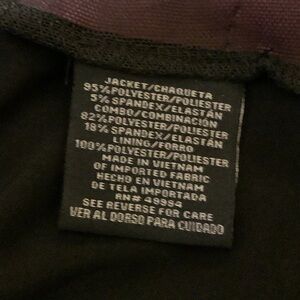 JACKET/CHAQUETA
95%POLYESTER/POLIESTER
5% SPANDEX/ELASTAN
COMBO/COMBINACIÓN
82%POLYESTER/POLIESTER
18% SPANDEX/ELASTAN
LINING/FORRO
100%POLYESTER/POLIESTER
MADE IN VIETNAM
OF IMPORTED FABRIC
HECHO EN VIETNAM
DE TELA IMPORTADA
RN# 49994
SEE REVERSE FOR CARE
VER AL DORSO PARA CUIDADO